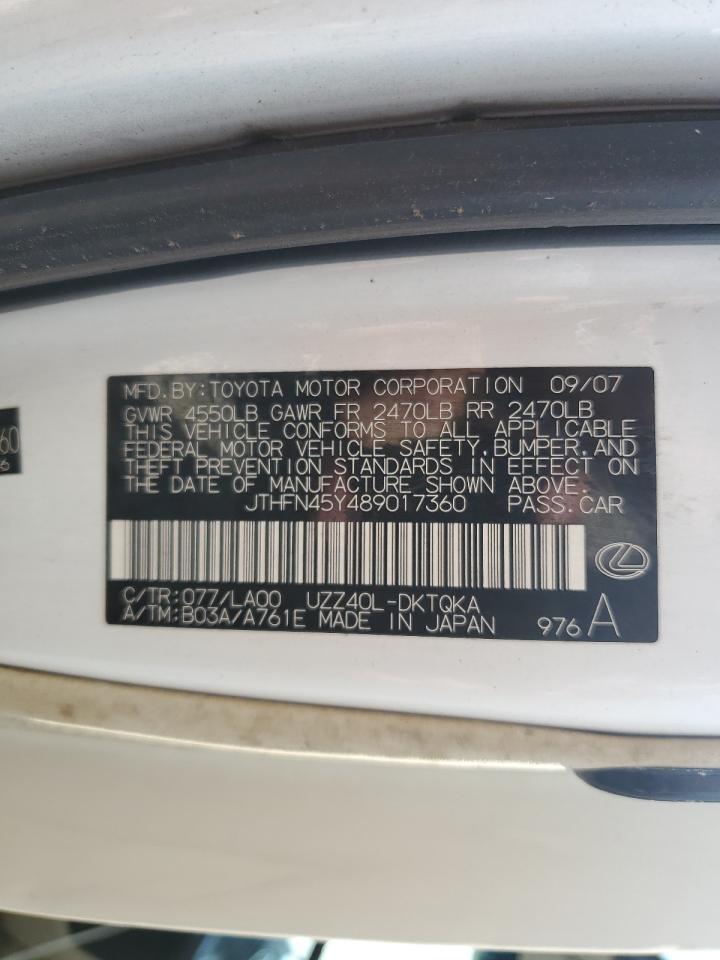 MFD.BY:TOYOTA MOTOR CORPORATION 09/07
GVWR 4550LB GAWR FR 2470LB RR 2470LB
THIS VEHICLE CONFORMS TO ALL APPLICABLE
FEDERAL MOTOR VEHICLE SAFETY,BUMPER,AND
THEFT PREVENTION STANDARDS IN EFFECT ON
THE DATE OF MANUFACTURE SHOWN ABOVE.
JTHFN45Y489017360 PASS.CAR
C/TR:077/LA00 UZZ40L-DKTQKA
A/TM:B03A/A761E MADE IN JAPAN 976 A
60